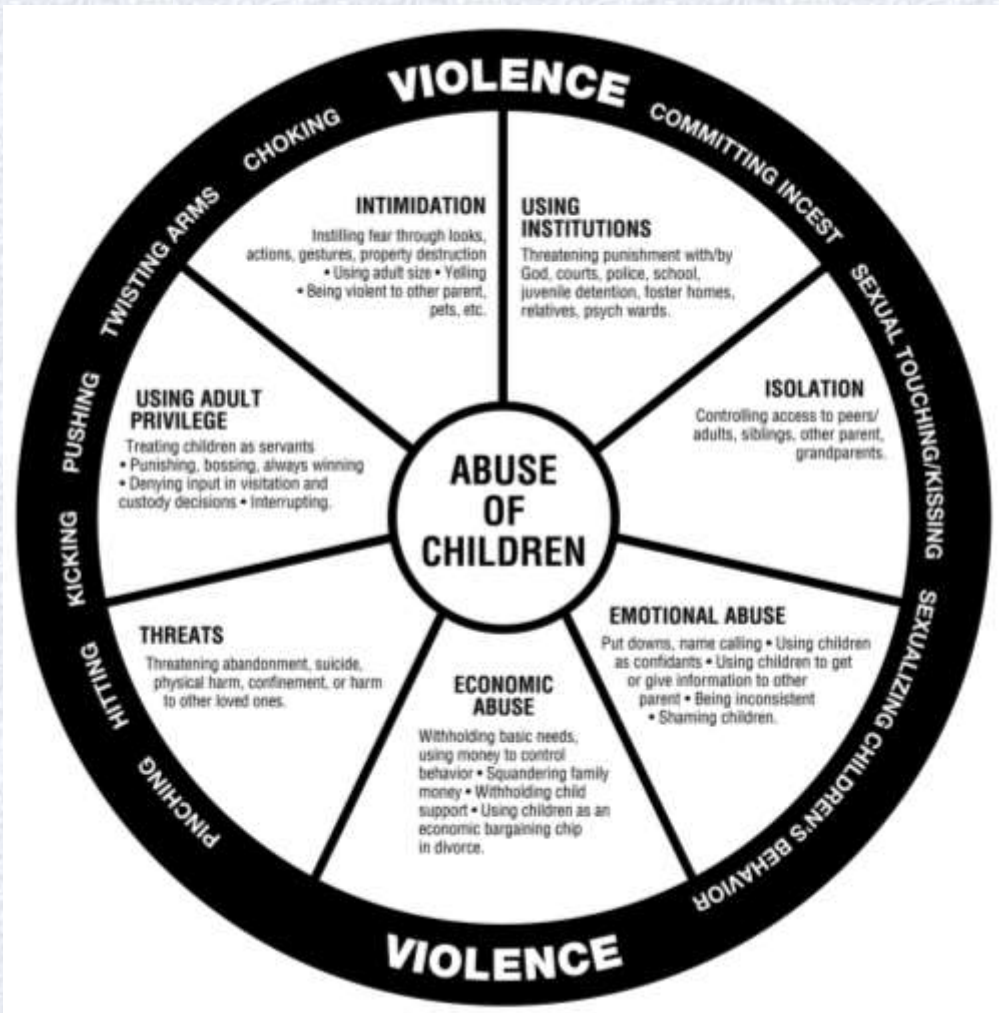 VIOLENCE
COMMITTING INCEST
SEXUAL TOUCHING/KISSING
SEXUALIZING CHILDREN'S BEHAVIOR
VIOLENCE
PINCHING
HITTING
KICKING
PUSHING
TWISTING ARMS
CHOKING
ABUSE
OF
CHILDREN
INTIMIDATION
Instilling fear through looks,
actions, gestures, property destruction
• Using adult size • Yelling
• Being violent to other parent,
pets, etc.
USING
INSTITUTIONS
Threatening punishment with/by
God, courts, police, school,
juvenile detention, foster homes,
relatives, psych wards.
ISOLATION
Controlling access to peers/
adults, siblings, other parent,
grandparents.
EMOTIONAL ABUSE
Put downs, name calling • Using children
as confidants • Using children to get
or give information to other
parent • Being inconsistent
• Shaming children.
ECONOMIC
ABUSE
Withholding basic needs,
using money to control
behavior • Squandering family
money • Withholding child
support • Using children as an
economic bargaining chip
in divorce.
THREATS
Threatening abandonment, suicide,
physical harm, confinement, or harm
to other loved ones.
USING ADULT
PRIVILEGE
Treating children as servants
• Punishing, bossing, always winning
• Denying input in visitation and
custody decisions • Interrupting.